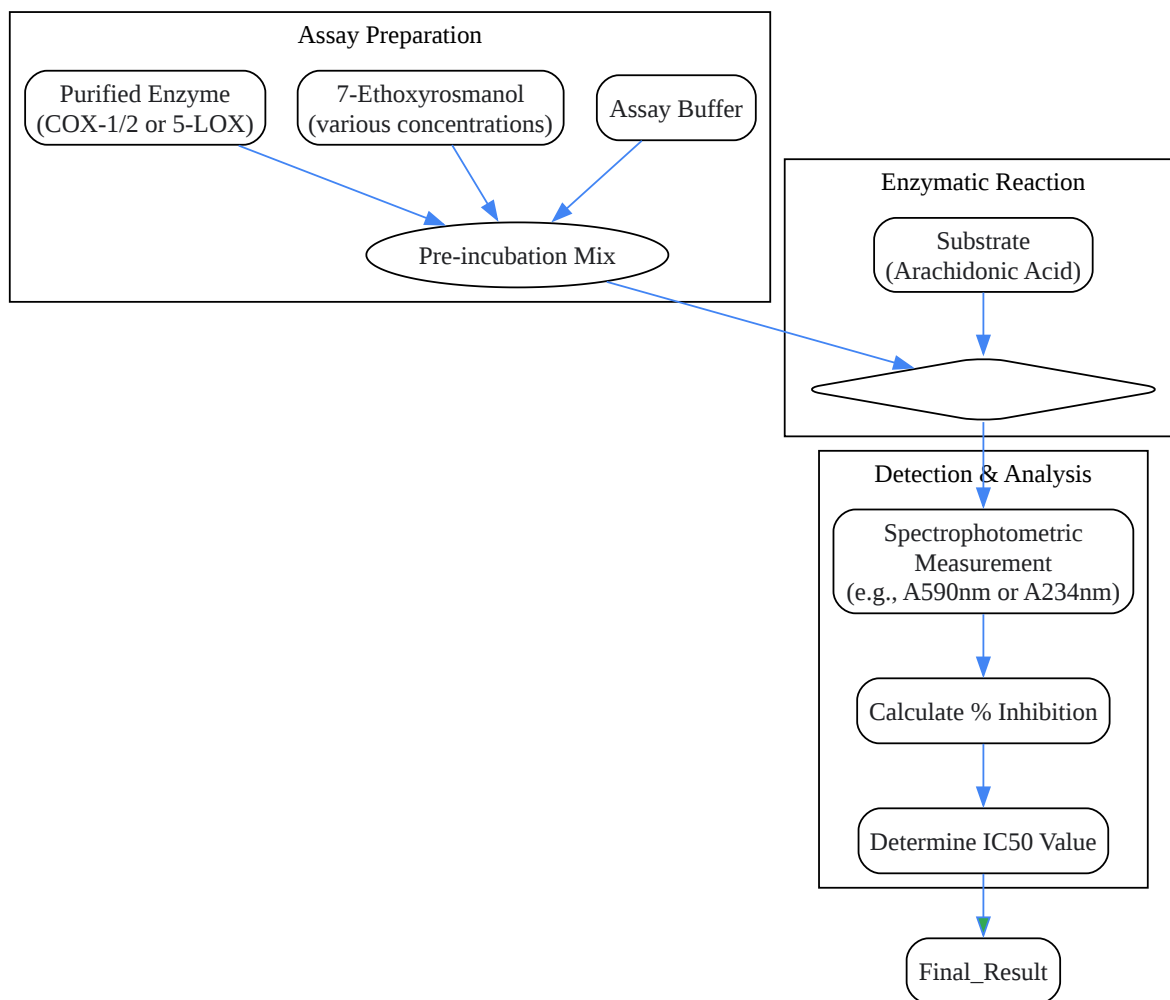 Assay Preparation
Purified Enzyme
(COX-1/2 or 5-LOX)
7-Ethoxyrosmanol
(various concentrations)
Assay Buffer
Pre-incubation Mix
Enzymatic Reaction
Substrate
(Arachidonic Acid)
Detection & Analysis
Spectrophotometric
Measurement
(e.g., A590nm or A234nm)
Calculate % Inhibition
Determine IC50 Value
Final_Result